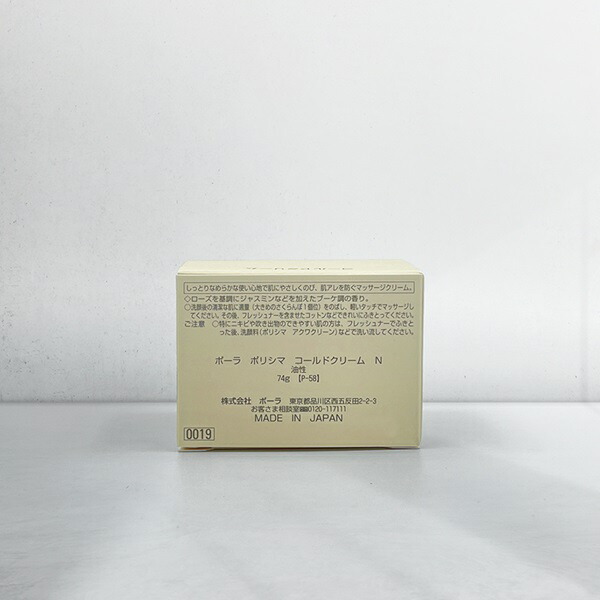 しっとりなめらかな使い心地で肌にやさしくのび、肌アレを防ぐマッサージクリーム。
◇ローズを基調にジャスミンなどを加えたブーケ調の香り。
○洗顔後の清潔な肌に適量（大きめのさくらんぼ1個位）をのばし、軽いタッチでマッサージし
てください。その後、フレッシュナーを含ませたコットンなどできれいにふきとってください。
ご注意 ○特にニキビや吹き出物のできやすい肌の方は、フレッシュナーでふきと
った後、洗顔料（ポリシマ アクワクリーン）などで洗い流してください。
ポーラ ポリシマ コールドクリーム N
油性
74g 【P-58】
株式会社 ポーラ 東京都品川区西五反田2-2-3
お客さま相談室☎0120-117111
MADE IN JAPAN
0019